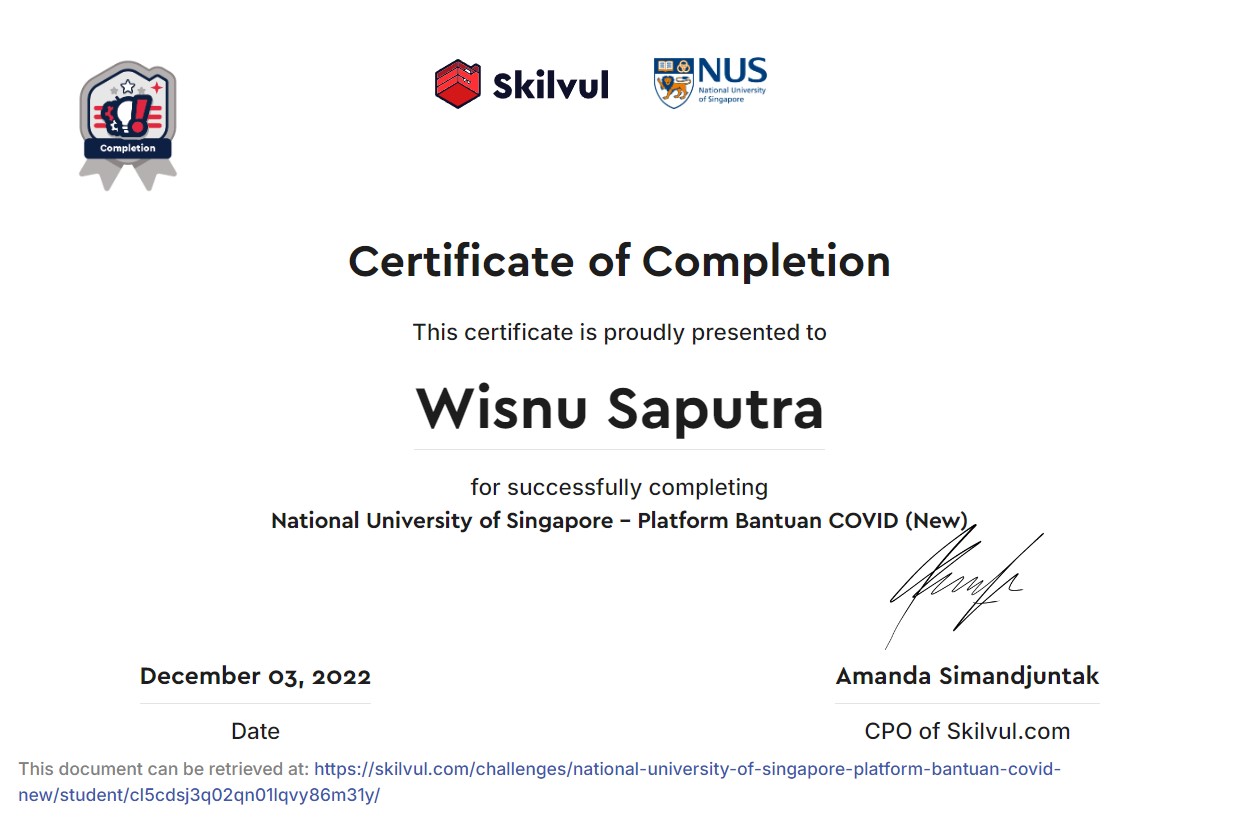 Completion
Skilvul
NUS
National University
of Singapore
Certificate of Completion
This certificate is proudly presented to
Wisnu Saputra
for successfully completing
National University of Singapore – Platform Bantuan COVID (New)
December 03, 2022
Amanda Simandjuntak
Date
CPO of Skilvul.com
This document can be retrieved at: https://skilvul.com/challenges/national-university-of-singapore-platform-bantuan-covid-
new/student/cl5cdsj3q02qn01lqvy86m31y/